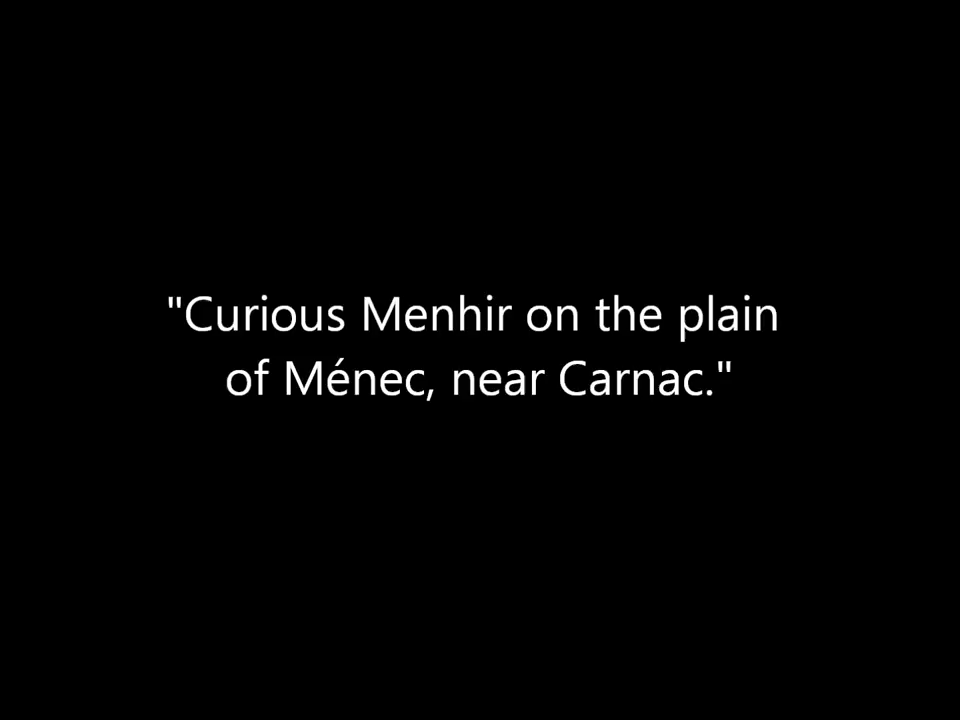 "Curious Menhir on the plain
of Ménec, near Carnac."